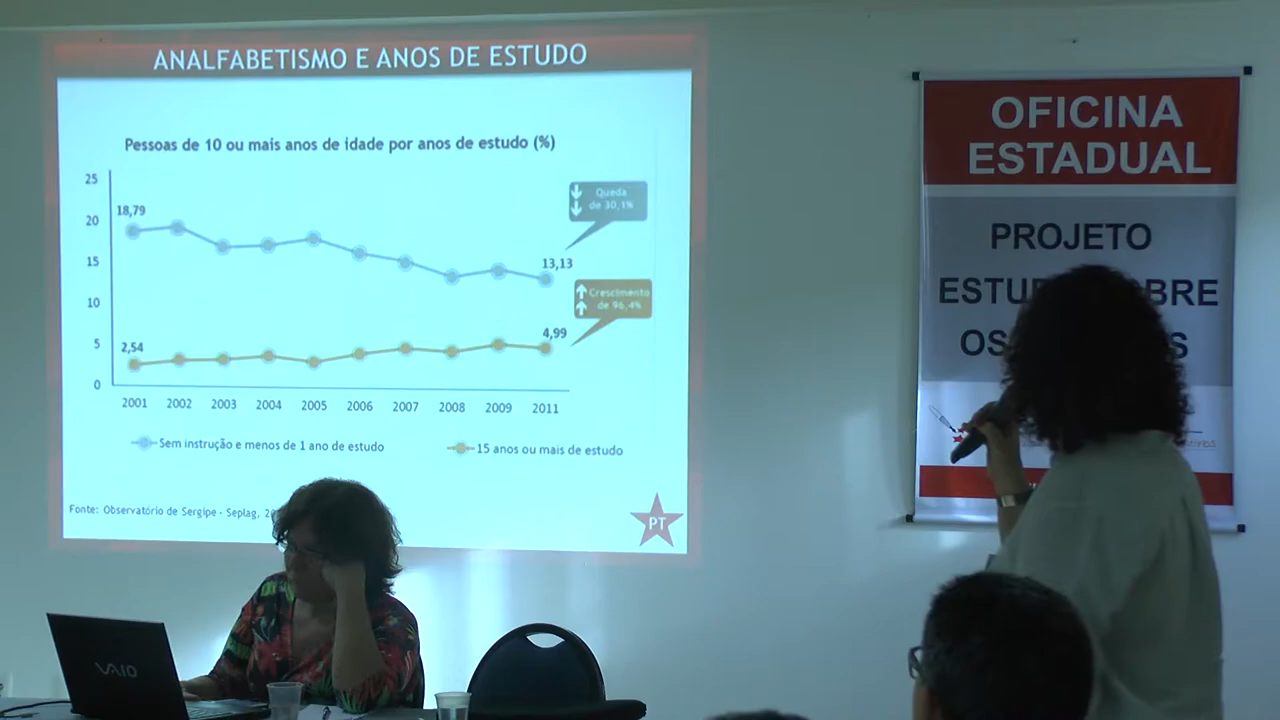 ANALFABETISMO E ANOS DE ESTUDO
Pessoas de 10 ou mais anos de idade por anos de estudo (%)
25
20
15
10
5
0
18,79
13,13
2,54
4,99
Queda
de 30,1%
Crescimento
de 96,4%
2001 2002 2003 2004 2005 2006 2007 2008 2009 2011
Sem instrução e menos de 1 ano de estudo
15 anos ou mais de estudo
Fonte: Observatório de Sergipe - Seplag,
PT
VAIO
OFICINA
ESTADUAL
PROJETO
ESTU BRE
OS S